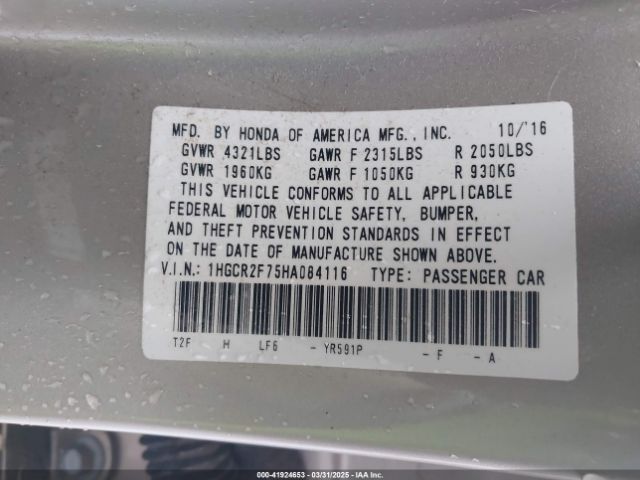 MFD. BY HONDA OF AMERICA MFG., INC. 10/'16
GVWR 4321LBS GAWR F 2315LBS R 2050LBS
GVWR 1960KG GAWR F 1050KG R 930KG
THIS VEHICLE CONFORMS TO ALL APPLICABLE
FEDERAL MOTOR VEHICLE SAFETY, BUMPER,
AND THEFT PREVENTION STANDARDS IN EFFECT
ON THE DATE OF MANUFACTURE SHOWN ABOVE.
V.I.N.: 1HGCR2F75HA084116 TYPE: PASSENGER CAR
T2F H LF6 - YR591P - F - A
000-41924653 - 03/31/2025 - IAA Inc.